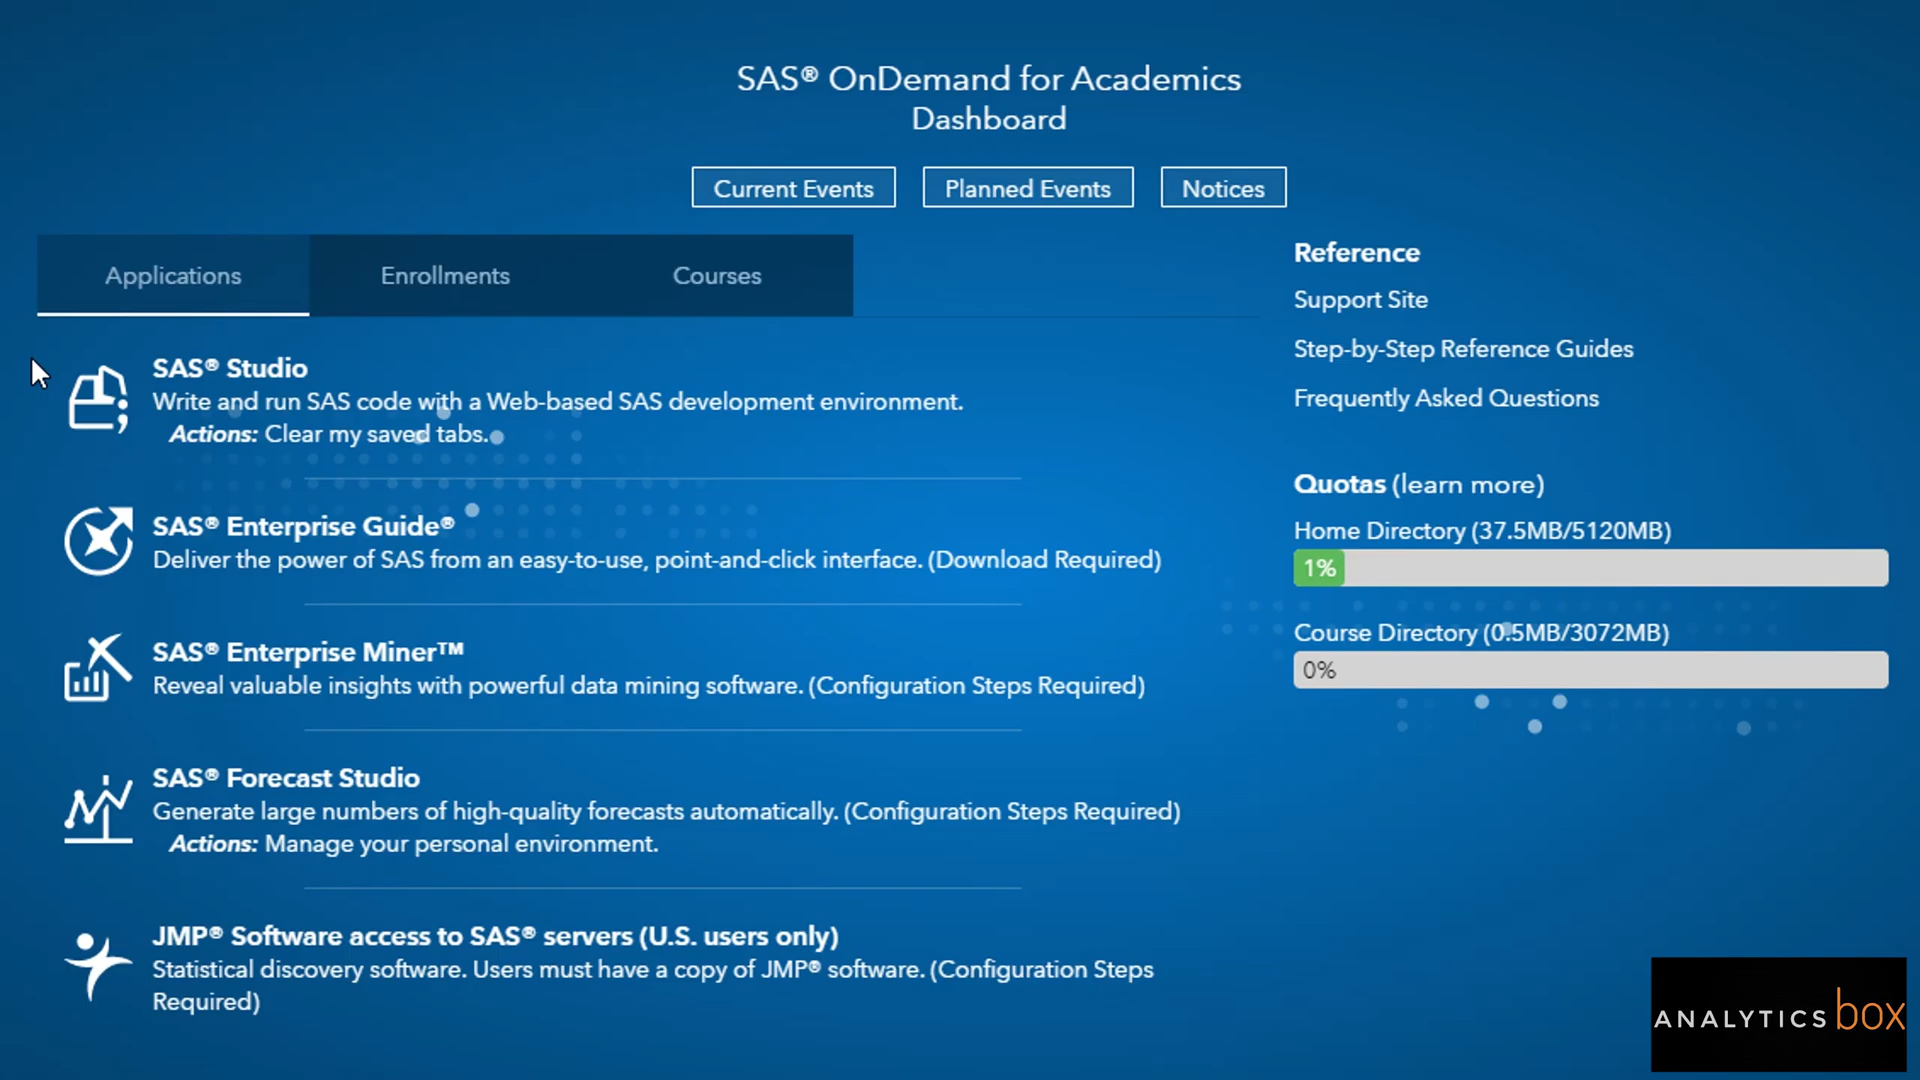 SAS® OnDemand for Academics
Dashboard
Current Events
Planned Events
Notices
Applications
Enrollments
Courses
SAS® Studio
Write and run SAS code with a Web-based SAS development environment.
Actions: Clear my saved tabs.
SAS® Enterprise Guide®
Deliver the power of SAS from an easy-to-use, point-and-click interface. (Download Required)
SAS® Enterprise Miner™
Reveal valuable insights with powerful data mining software. (Configuration Steps Required)
SAS® Forecast Studio
Generate large numbers of high-quality forecasts automatically. (Configuration Steps Required)
Actions: Manage your personal environment.
JMP® Software access to SAS® servers (U.S. users only)
Statistical discovery software. Users must have a copy of JMP® software. (Configuration Steps
Required)
Reference
Support Site
Step-by-Step Reference Guides
Frequently Asked Questions
Quotas (learn more)
Home Directory (37.5MB/5120MB)
1%
Course Directory (0.5MB/3072MB)
0%
ANALYTICS box